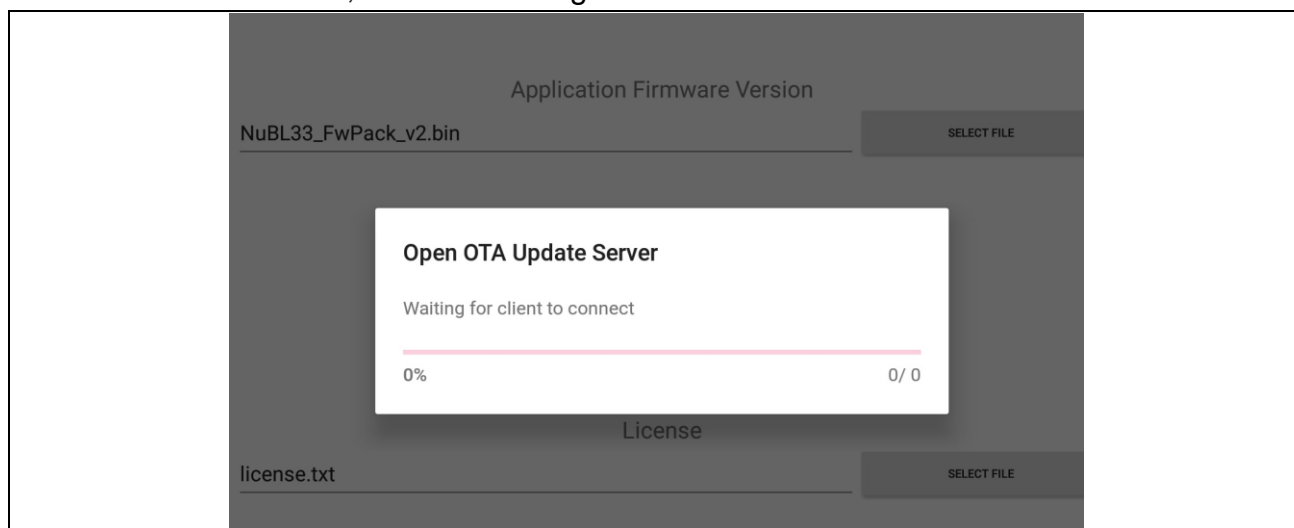 Application Firmware Version
NuBL33_FwPack_v2.bin SELECT FILE
Open OTA Update Server
Waiting for client to connect
0% 0/ 0
License
license.txt SELECT FILE